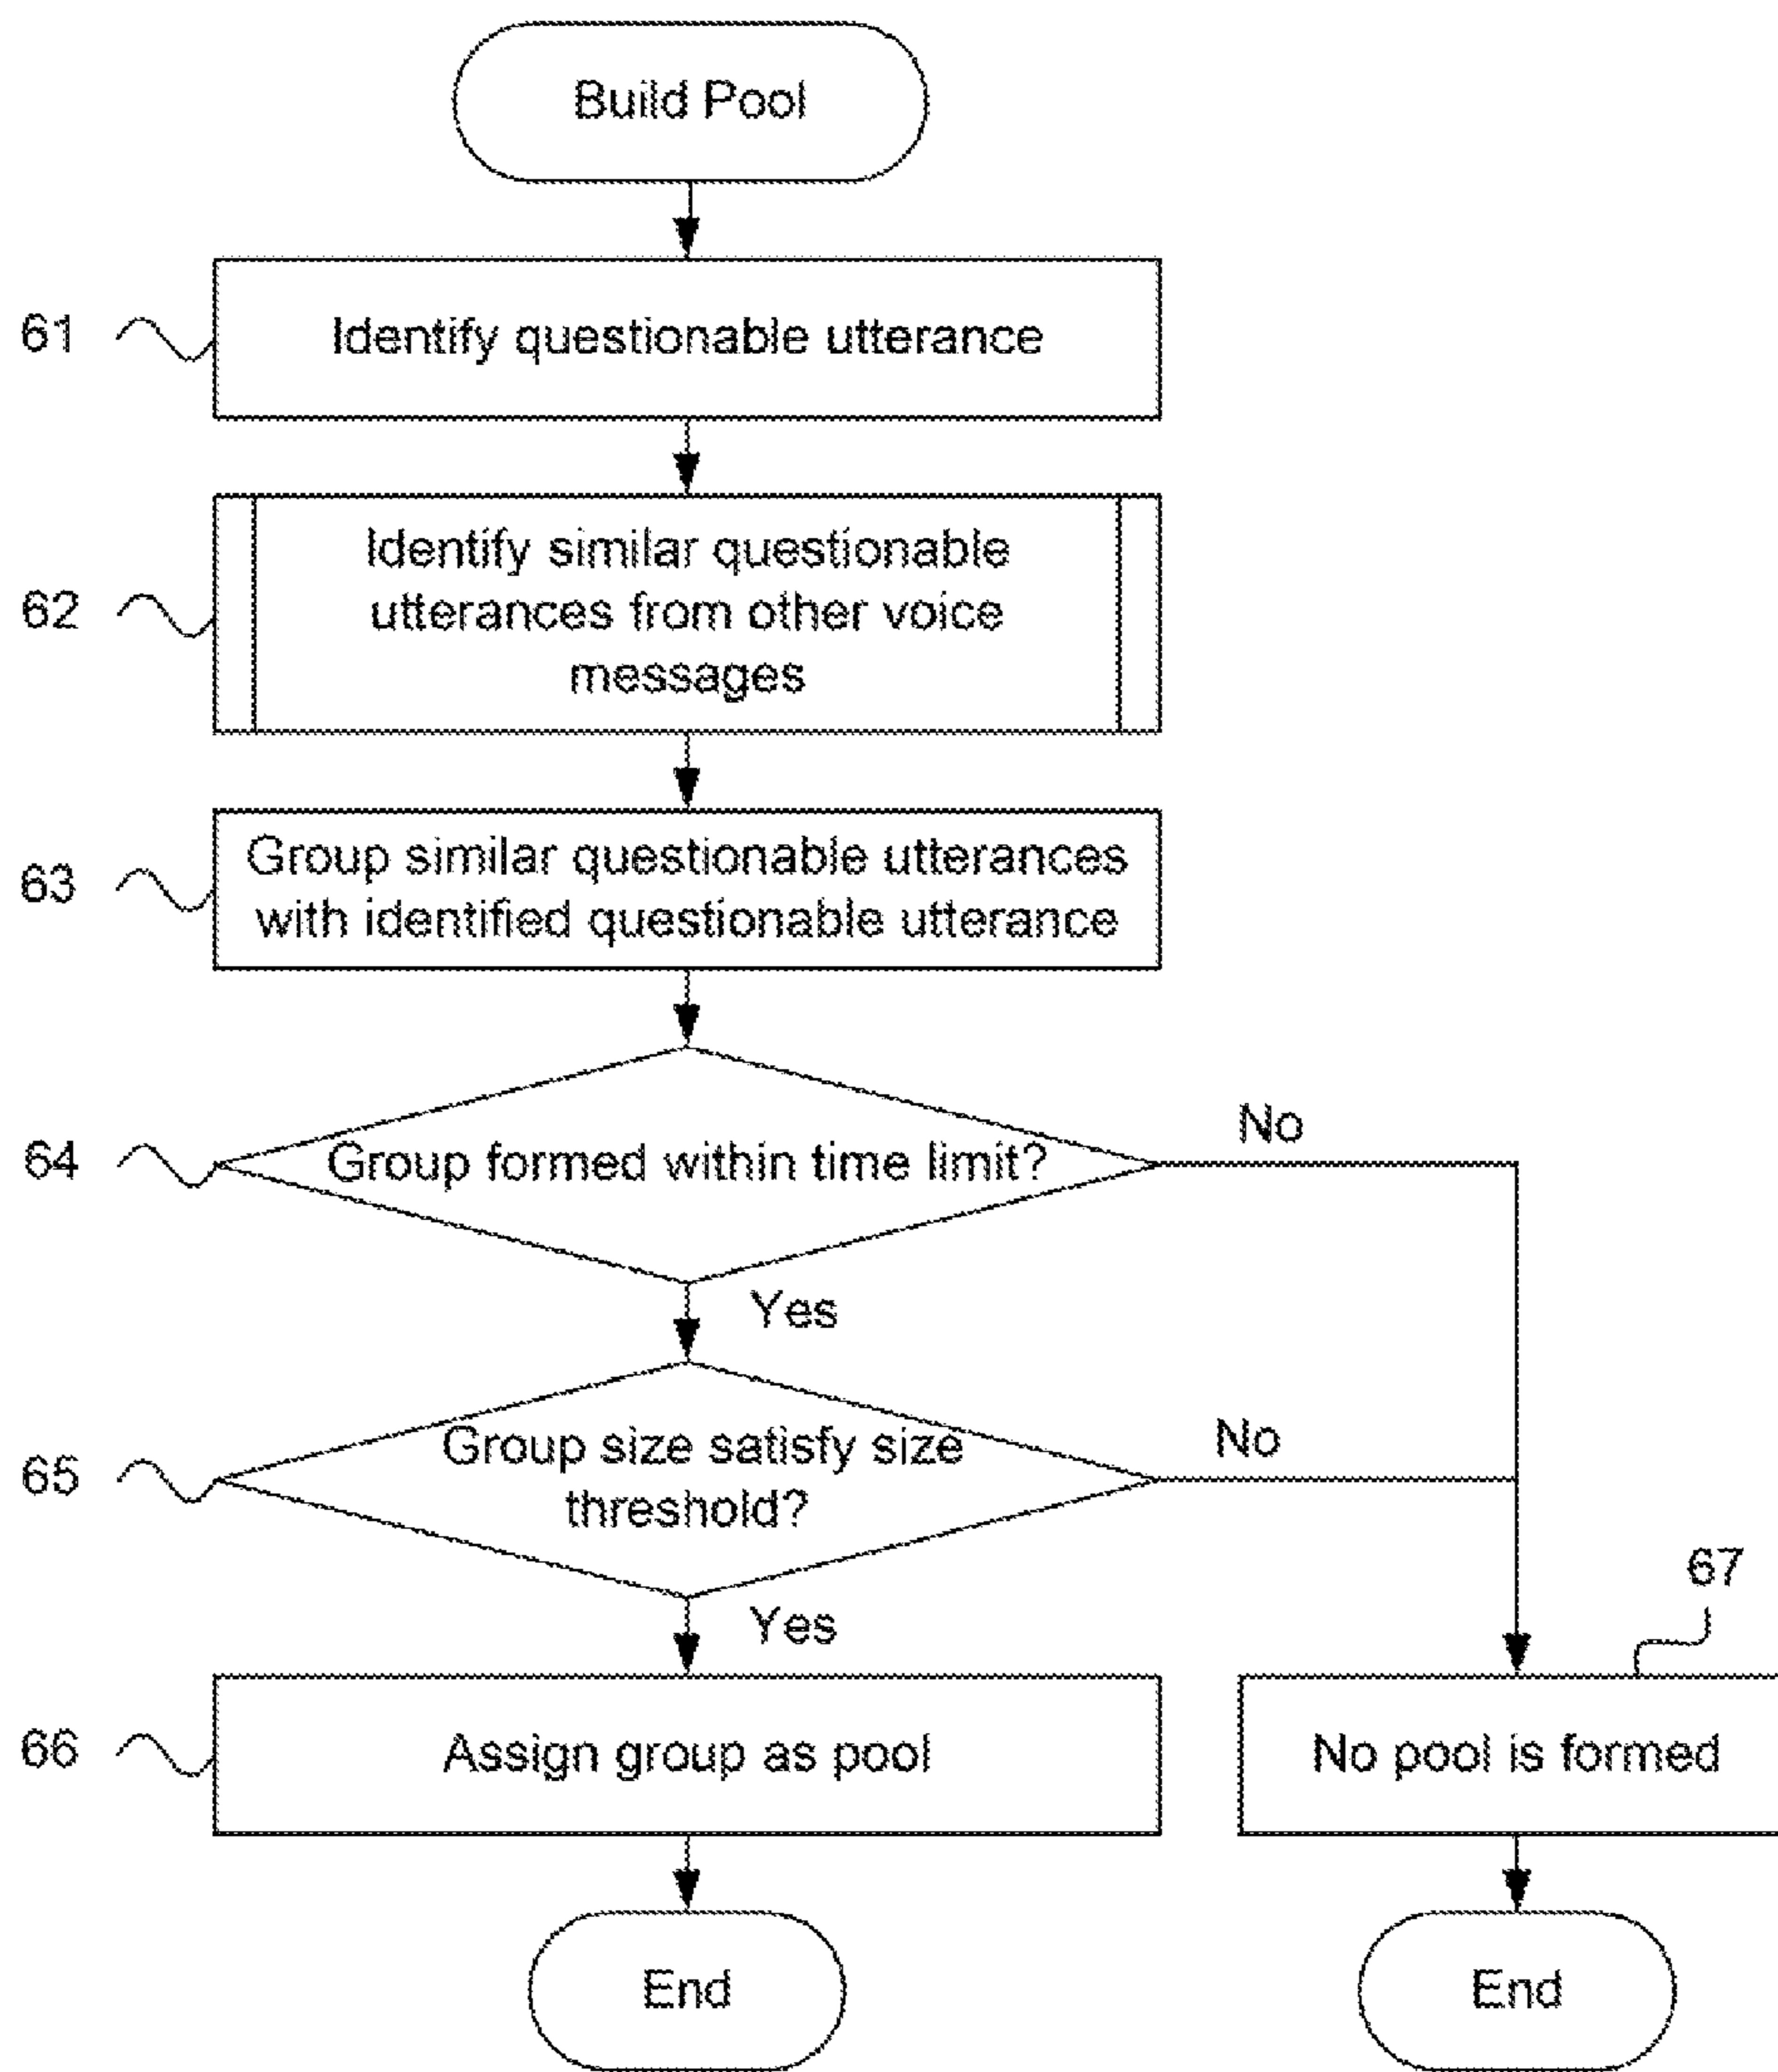 Build Pool
61
Identify questionable utterance
62
Identify similar questionable
utterances from other voice
messages
63
Group similar questionable utterances
with identified questionable utterance
64
Group formed within time limit?
No
Yes
65
Group size satisfy size
threshold?
No
Yes
67
66
Assign group as pool
No pool is formed
End
End